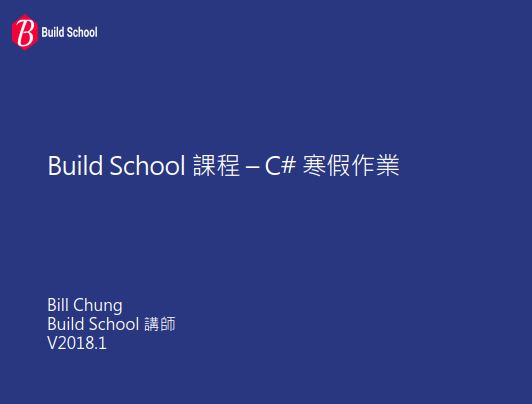 B Build School
Build School 課程 – C# 寒假作業
Bill Chung
Build School 講師
V2018.1